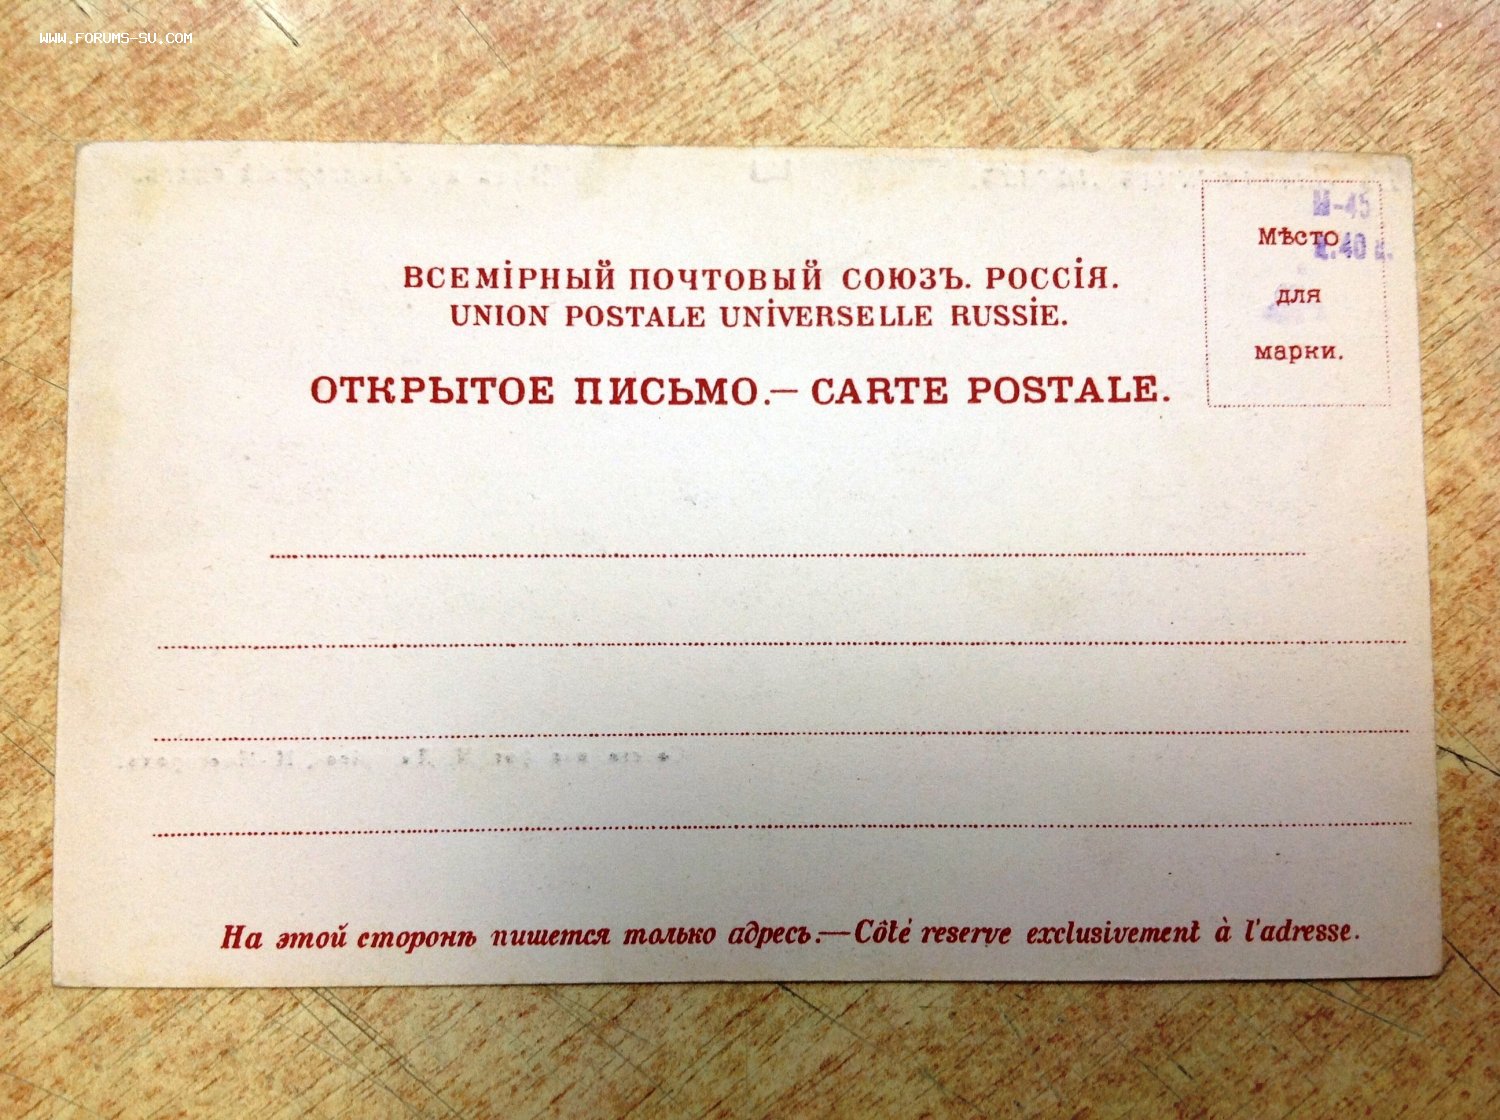 WWW.FORUMS-SU.COM
М-45
Мѣсто
для
марки.
ВСЕМІРНЫЙ ПОЧТОВЫЙ СОЮЗЪ. РОССІЯ.
UNION POSTALE UNIVERSELLE RUSSIE.
ОТКРЫТОЕ ПИСЬМО.— CARTE POSTALE.
На этой сторонѣ пишется только адресъ.—Côté reserve exclusivement à l'adresse.